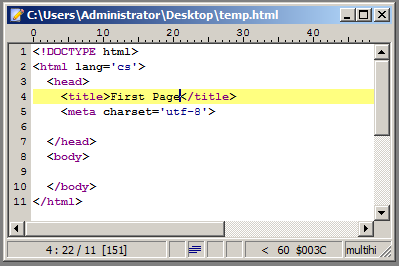 C:\Users\Administrator\Desktop\temp.html
0 10 20 30 40
1 <!DOCTYPE html>
2 <html lang='cs'>
3 <head>
4 <title>First Page</title>
5 <meta charset='utf-8'>
6
7 </head>
8 <body>
9
10 </body>
11 </html>
4 : 22 / 11 [151] < 60 $003C multihi